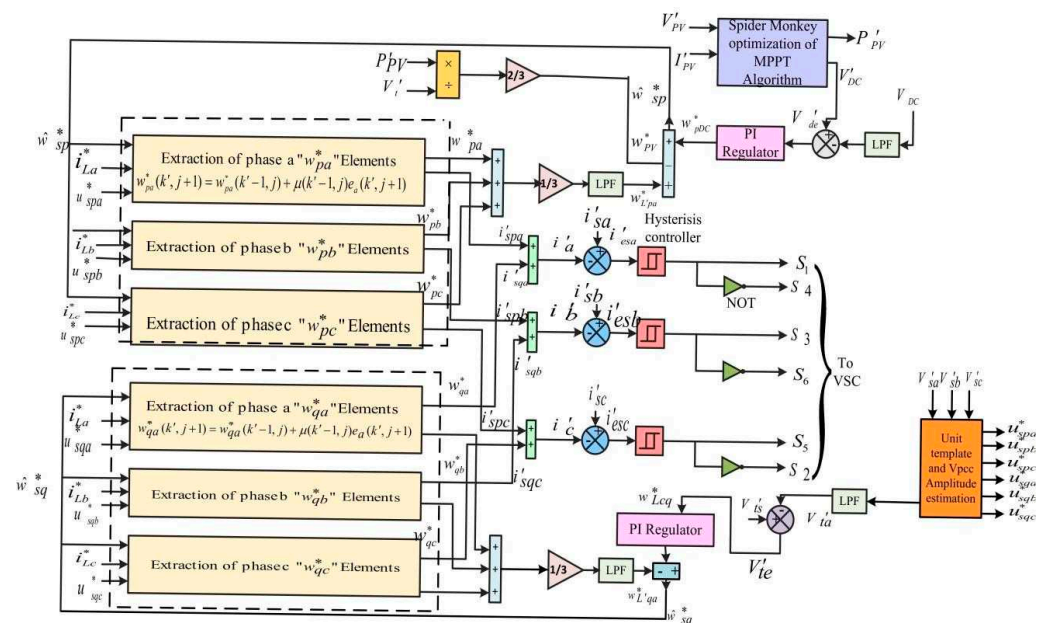 V'PV
I'PV
Spider Monkey
optimization of
MPPT
Algorithm
P'PV
V'DC
P'PV
V't
×
÷
2/3
ŵ*sp
w*PV
w*pDC
PI
Regulator
V'de
LPF
VDC
ŵ*sp
i*La
u*spa
Extraction of phase a "w*pa" Elements
w*pa(k', j+1) = w*pa(k'-1, j) + μ(k'-1, j)ea(k', j+1)
w*pa
1/3
LPF
w*L'pa
i*Lb
u*spb
Extraction of phase b "w*pb" Elements
w*pb
i*Lc
u*spc
Extraction of phase c "w*pc" Elements
w*pc
i'spa
i'sqa
i'a
i'sa
i'esa
Hysterisis
controller
S1
S4
NOT
i'spb
i'sqb
i'b
i'sb
i'esb
S3
S6
To
VSC
i'spc
i'sqc
i'c
i'sc
i'esc
S5
S2
ŵ*sq
i*La
u*sqa
Extraction of phase a "w*qa" Elements
w*qa(k', j+1) = w*qa(k'-1, j) + μ(k'-1, j)ea(k', j+1)
w*qa
i*Lb
u*sqb
Extraction of phase b "w*qb" Elements
w*qb
i*Lc
u*sqc
Extraction of phase c "w*qc" Elements
w*qc
1/3
LPF
w*L'qa
ŵ*sq
w*Lcq
PI Regulator
V'ts
V'te
V'ta
LPF
V'sa V'sb V'sc
Unit
template
and Vpcc
Amplitude
estimation
u*spa
u*spb
u*spc
u*sqa
u*sqb
u*sqc